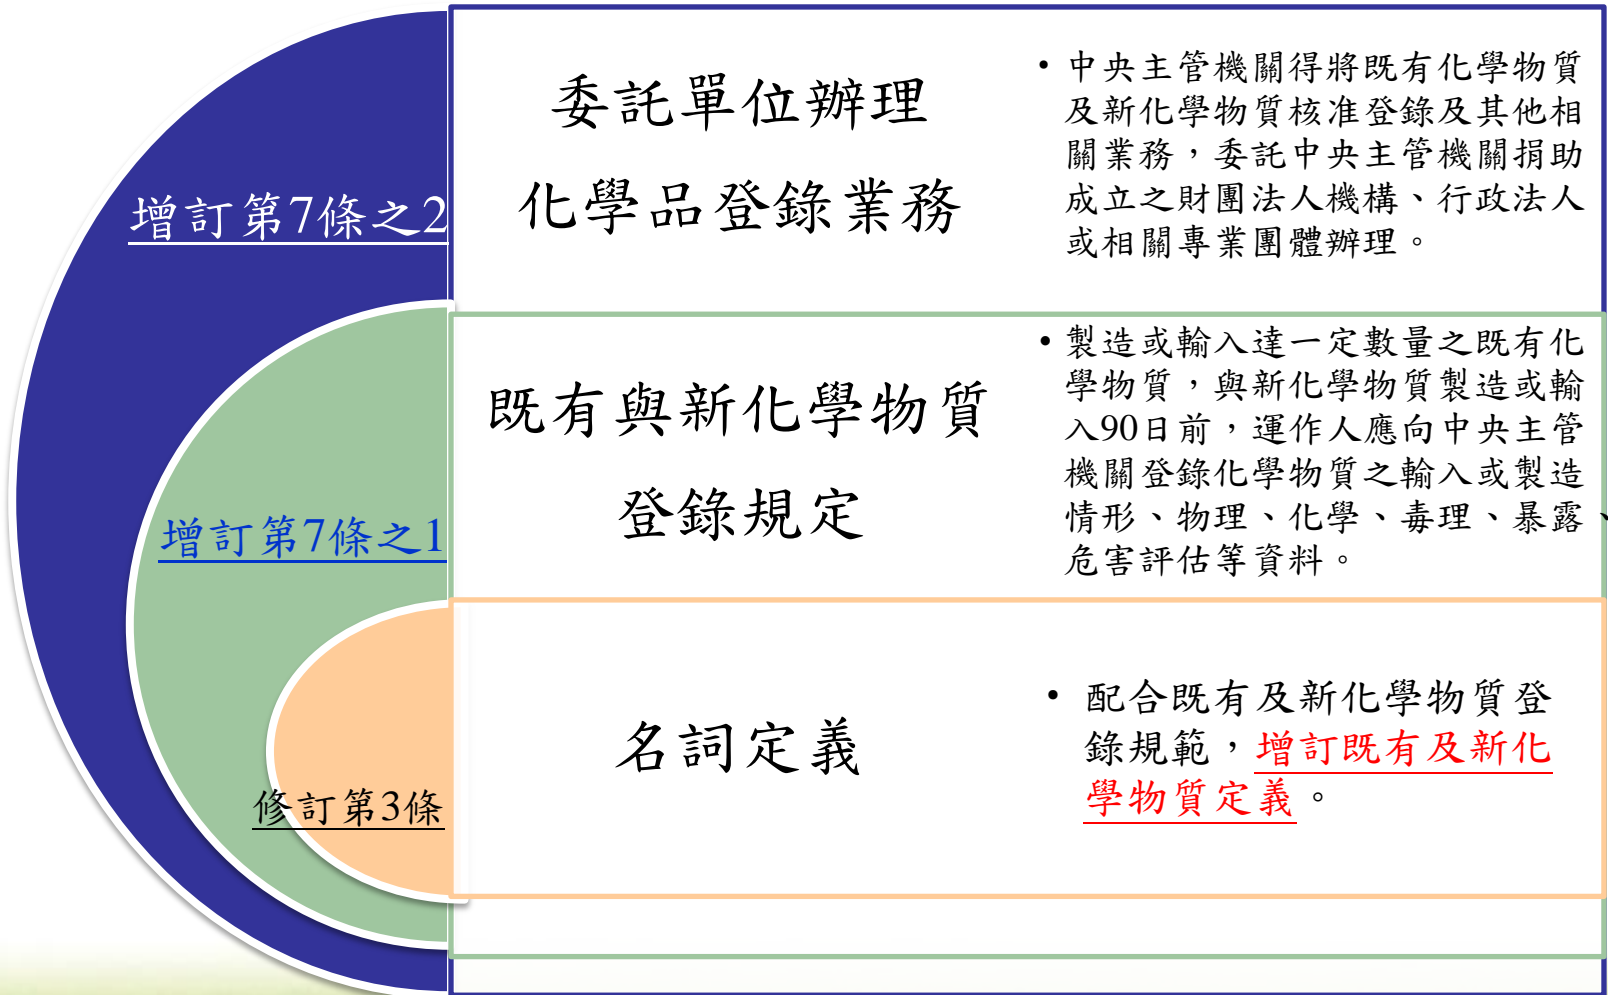 增訂第7條之2
委託單位辦理
化學品登錄業務
•中央主管機關得將既有化學物質
及新化學物質核准登錄及其他相
關業務，委託中央主管機關捐助
成立之財團法人機構、行政法人
或相關專業團體辦理。
增訂第7條之1
既有與新化學物質
登錄規定
•製造或輸入達一定數量之既有化
學物質，與新化學物質製造或輸
入90日前，運作人應向中央主管
機關登錄化學物質之輸入或製造
情形、物理、化學、毒理、暴露、
危害評估等資料。
修訂第3條
名詞定義
• 配合既有及新化學物質登
錄規範，增訂既有及新化
學物質定義。